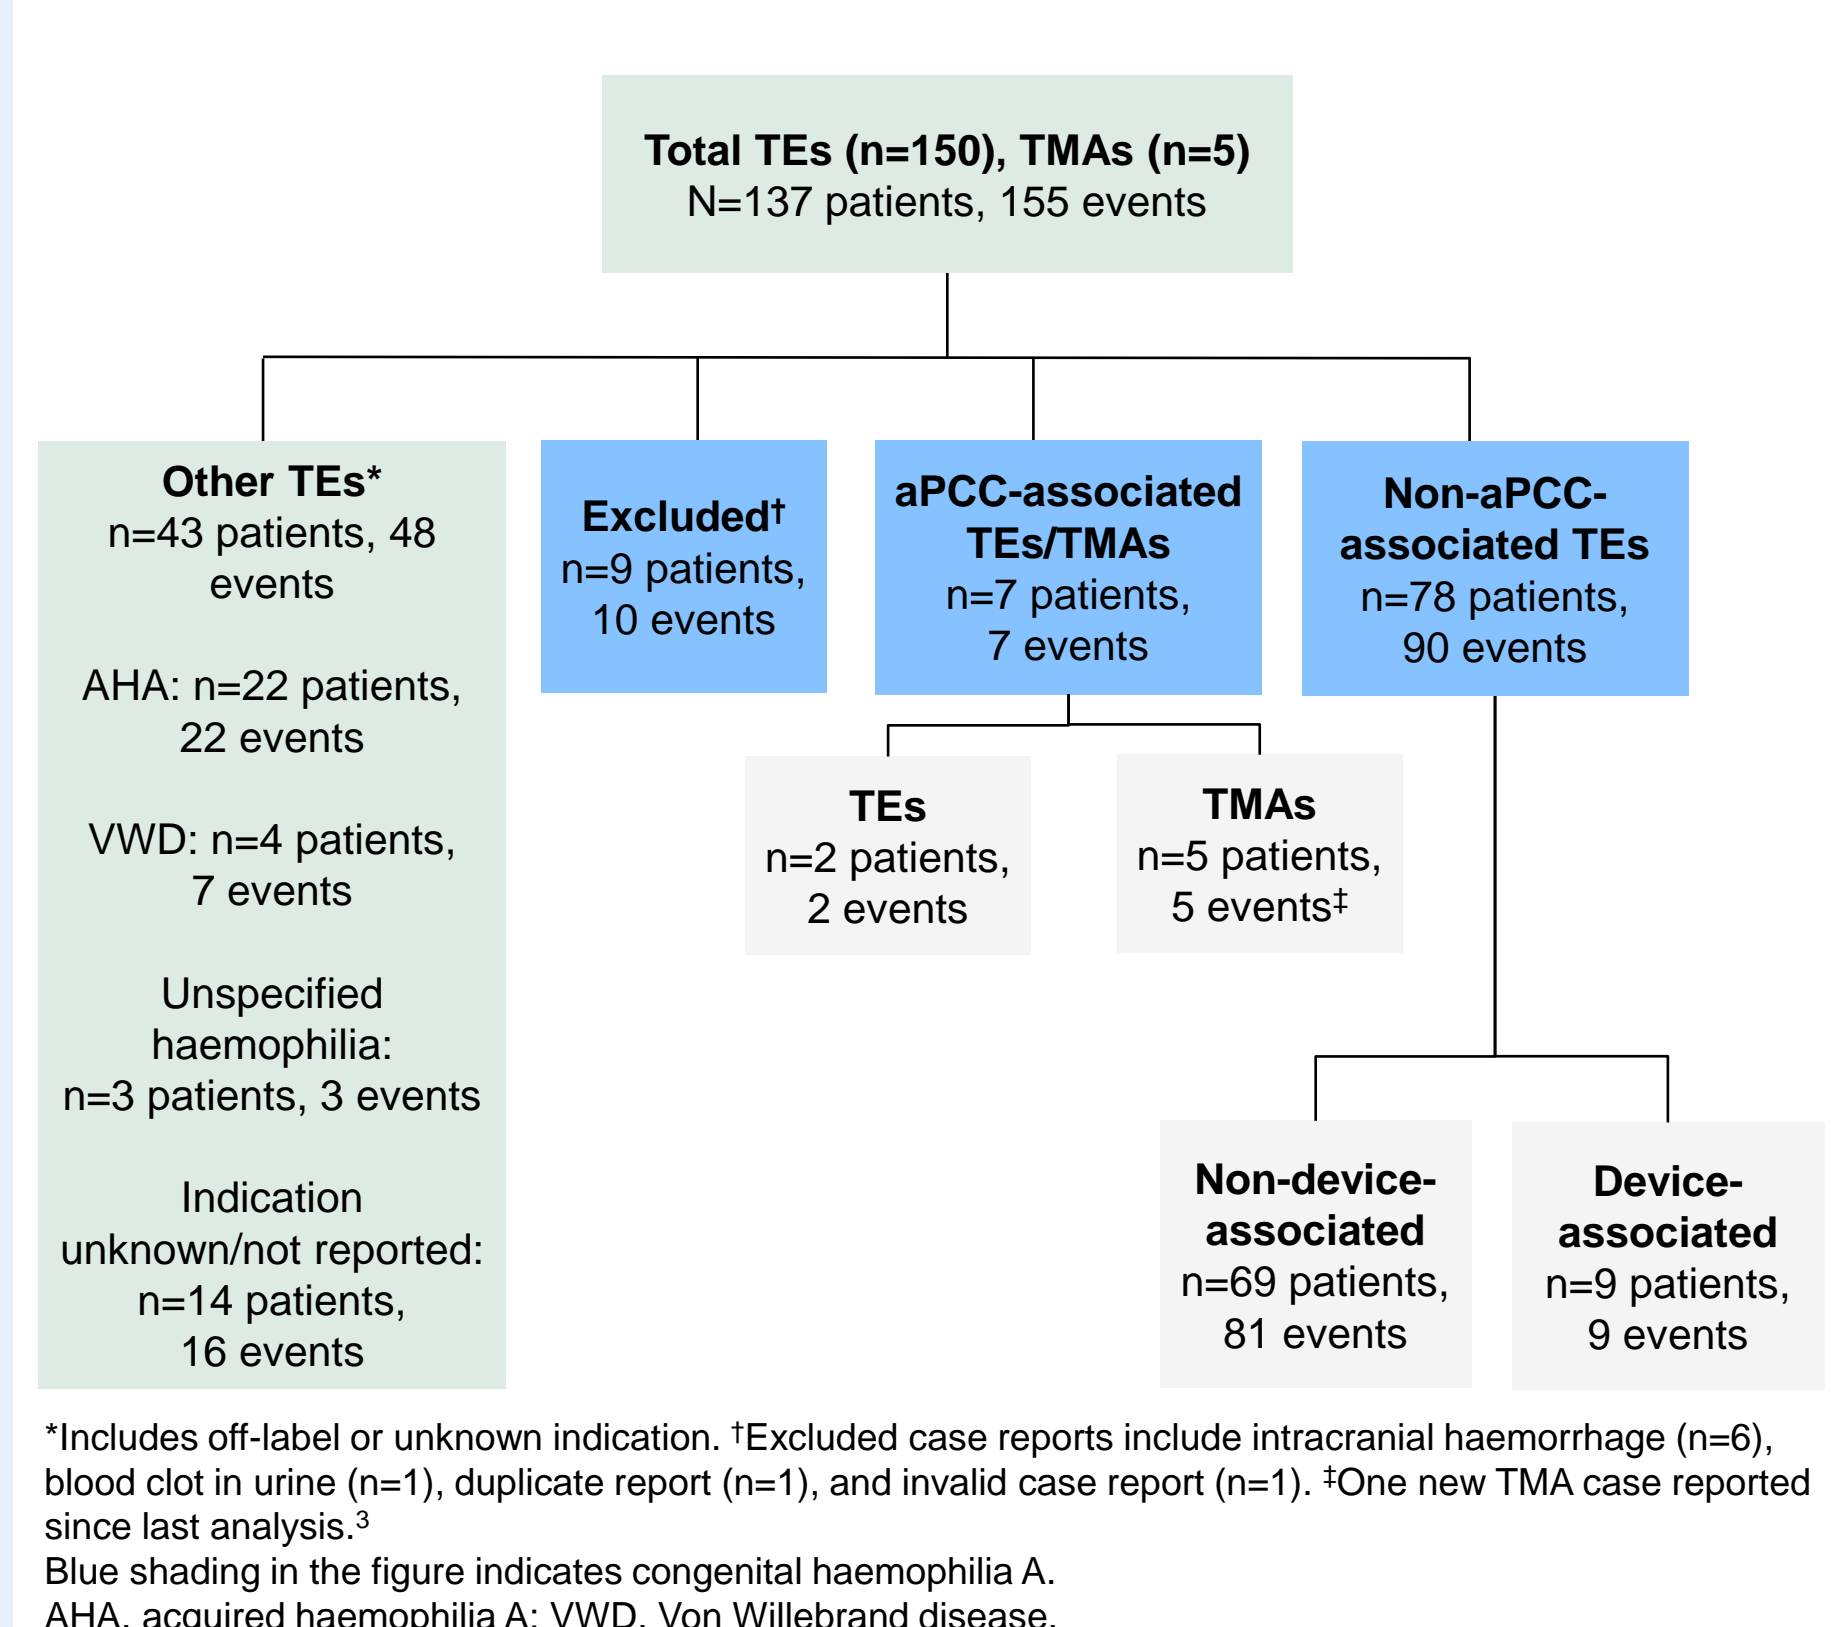 Total TEs (n=150), TMAs (n=5)
N=137 patients, 155 events
Other TEs*
n=43 patients, 48
events
AHA: n=22 patients,
22 events
VWD: n=4 patients,
7 events
Unspecified
haemophilia:
n=3 patients, 3 events
Indication
unknown/not reported:
n=14 patients,
16 events
Excluded†
n=9 patients,
10 events
aPCC-associated
TEs/TMAs
n=7 patients,
7 events
Non-aPCC-
associated TEs
n=78 patients,
90 events
TEs
n=2 patients,
2 events
TMAs
n=5 patients,
5 events‡
Non-device-
associated
n=69 patients,
81 events
Device-
associated
n=9 patients,
9 events
*Includes off-label or unknown indication. †Excluded case reports include intracranial haemorrhage (n=6),
blood clot in urine (n=1), duplicate report (n=1), and invalid case report (n=1). ‡One new TMA case reported
since last analysis.³
Blue shading in the figure indicates congenital haemophilia A.
AHA, acquired haemophilia A; VWD, Von Willebrand disease.